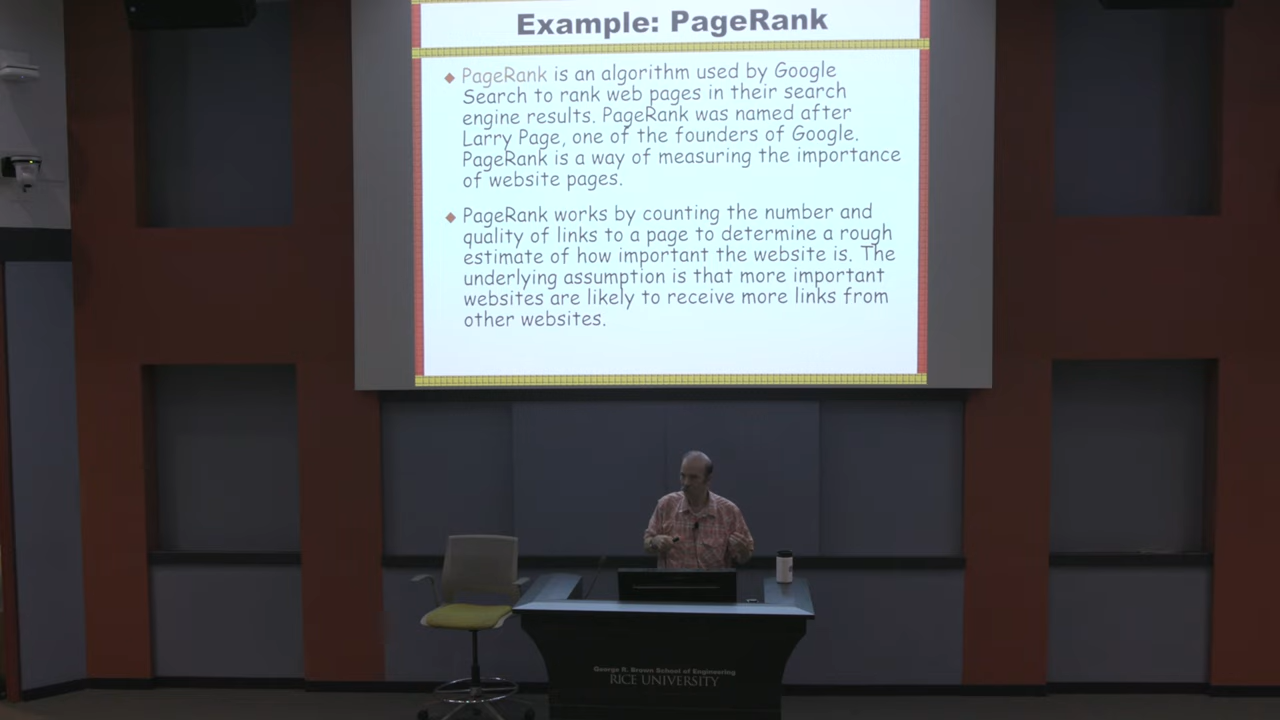 Example: PageRank
PageRank is an algorithm used by Google
Search to rank web pages in their search
engine results. PageRank was named after
Larry Page, one of the founders of Google.
PageRank is a way of measuring the importance
of website pages.
PageRank works by counting the number and
quality of links to a page to determine a rough
estimate of how important the website is. The
underlying assumption is that more important
websites are likely to receive more links from
other websites.
George R. Brown School of Engineering
RICE UNIVERSITY